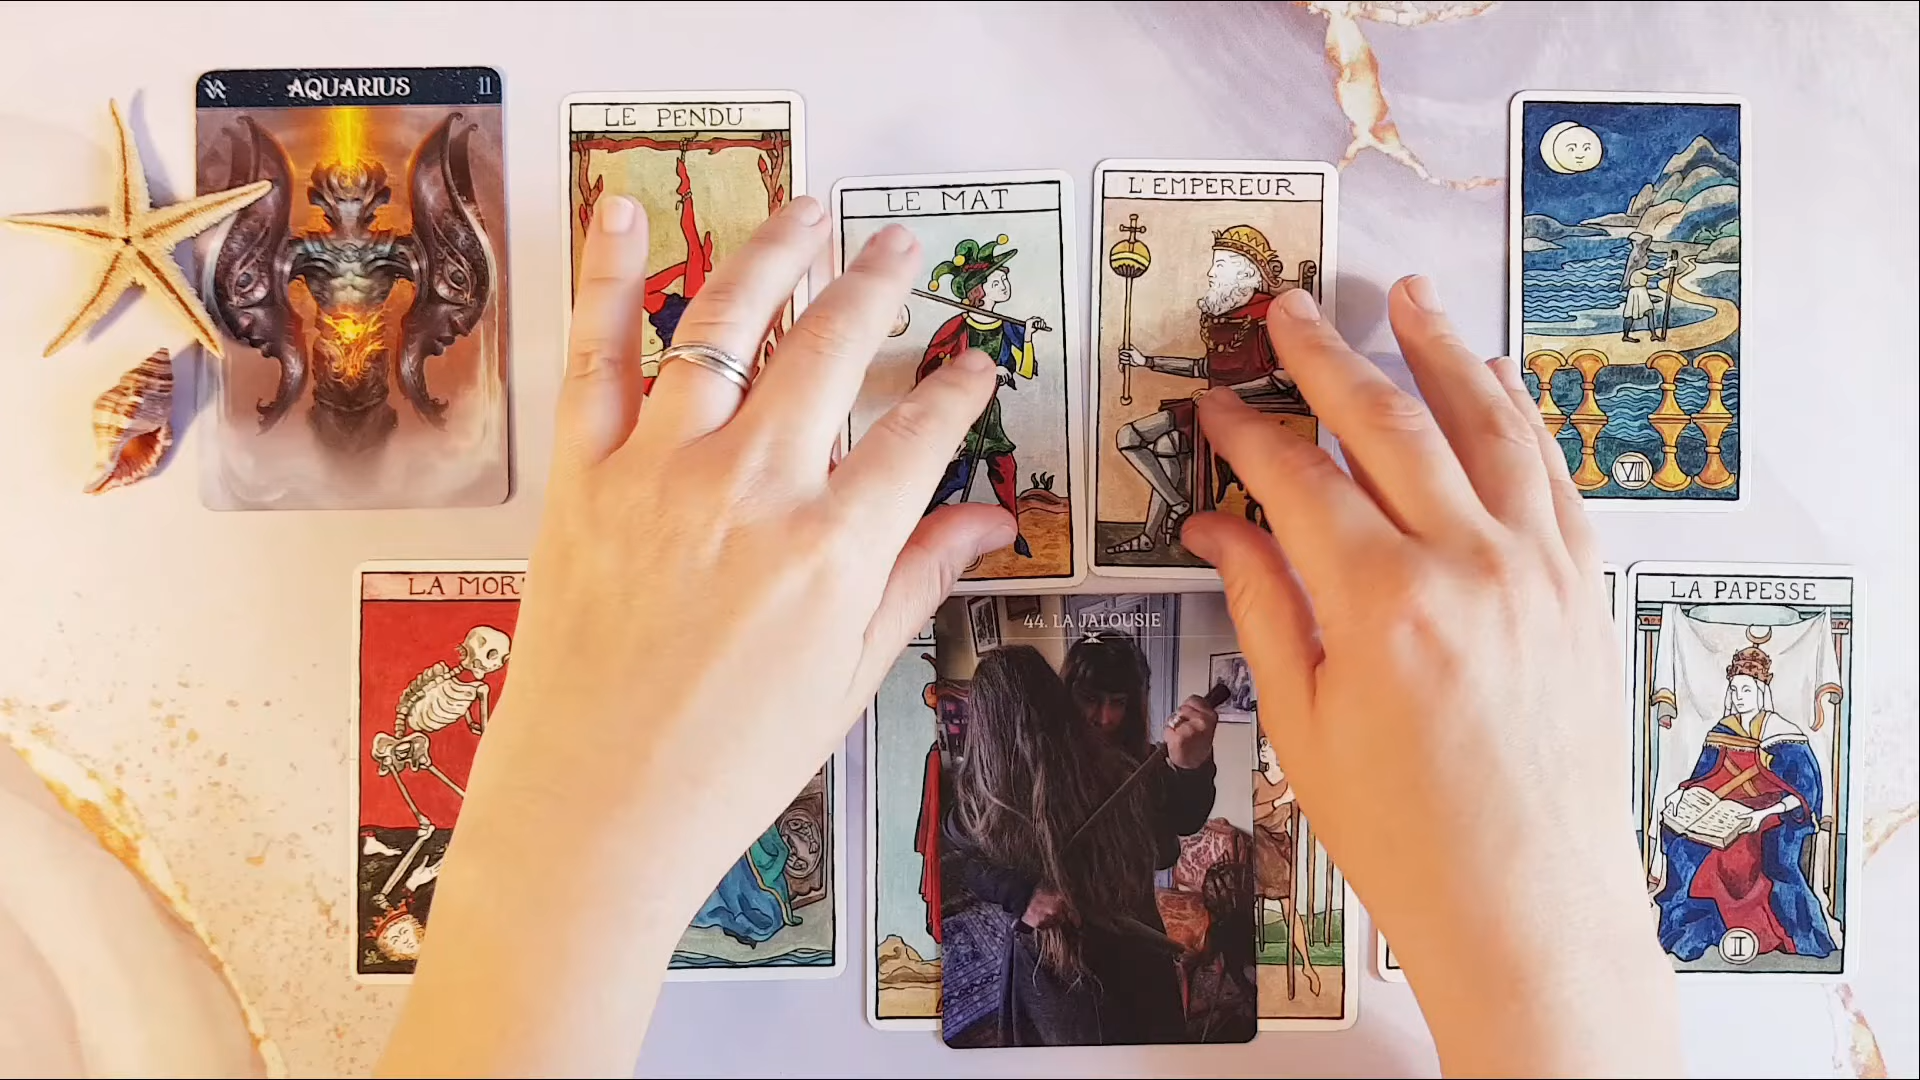 AQUARIUS 11
LE PENDU
LE MAT
L'EMPEREUR
VII
LA MOR
44. LA JALOUSIE
LA PAPESSE
II